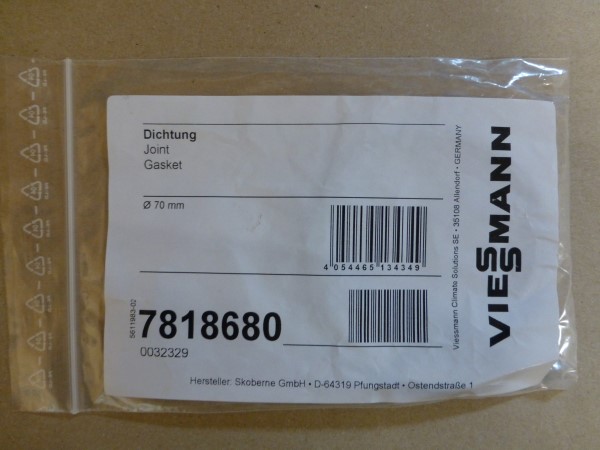 Dichtung
Joint
Gasket
Ø 70 mm
4 054465 134349
5611983-02
7818680
0032329
Hersteller: Skoberne GmbH • D-64319 Pfungstadt • Ostendstraße 1
Viessmann Climate Solutions SE • 35108 Allendorf • GERMANY
VIESSMANN